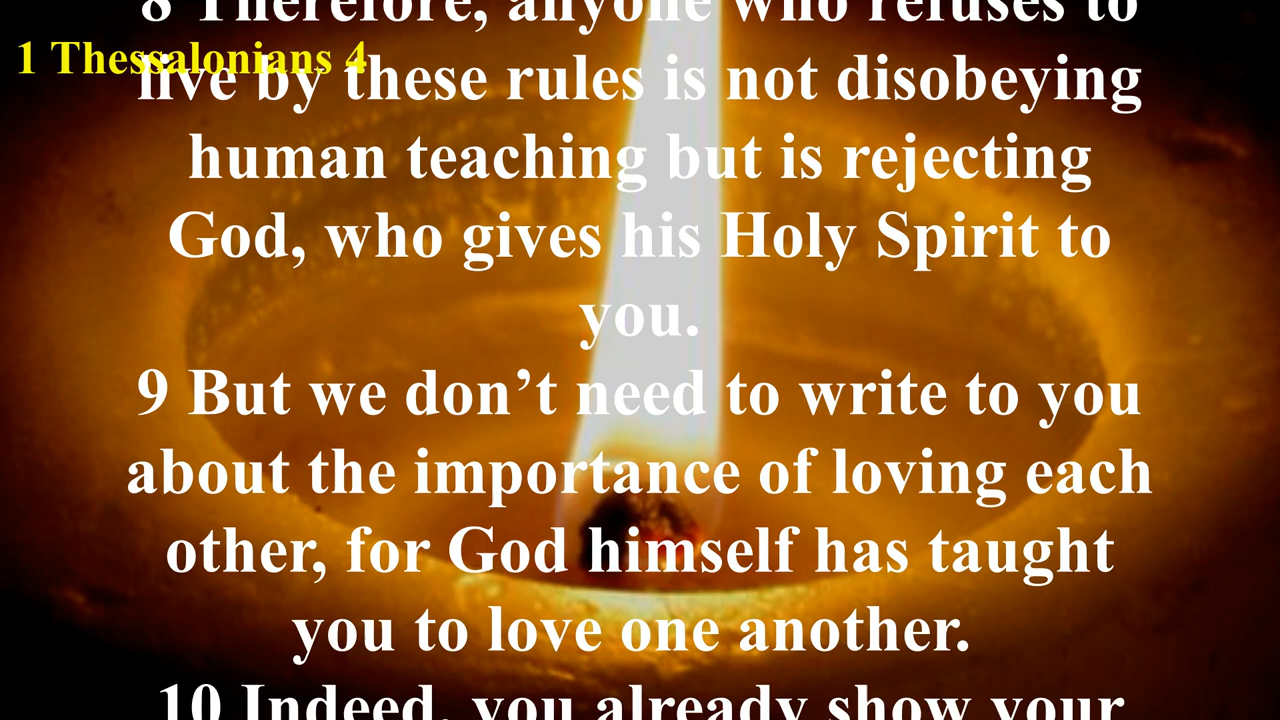 8 Therefore, anyone who refuses to
1 Thessalonians 4
live by these rules is not disobeying
human teaching but is rejecting
God, who gives his Holy Spirit to
you.
9 But we don’t need to write to you
about the importance of loving each
other, for God himself has taught
you to love one another.
10 Indeed, you already show your